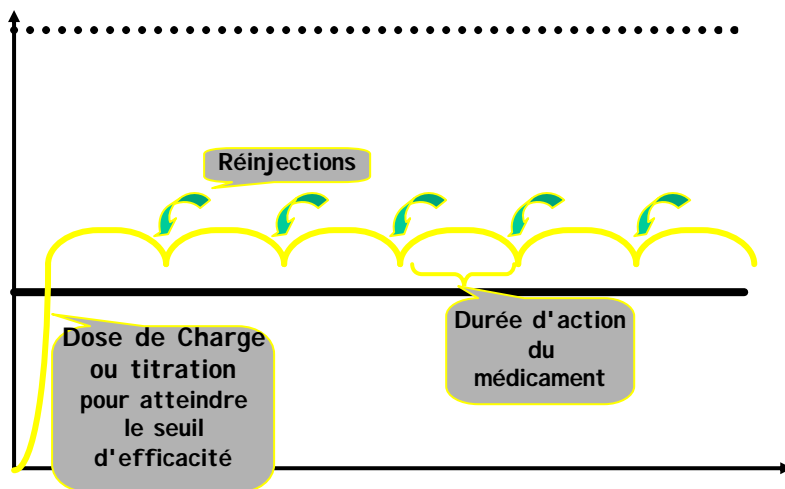 Réinjections
Dose de Charge
ou titration
pour atteindre
le seuil
d'efficacité
Durée d'action
du
médicament